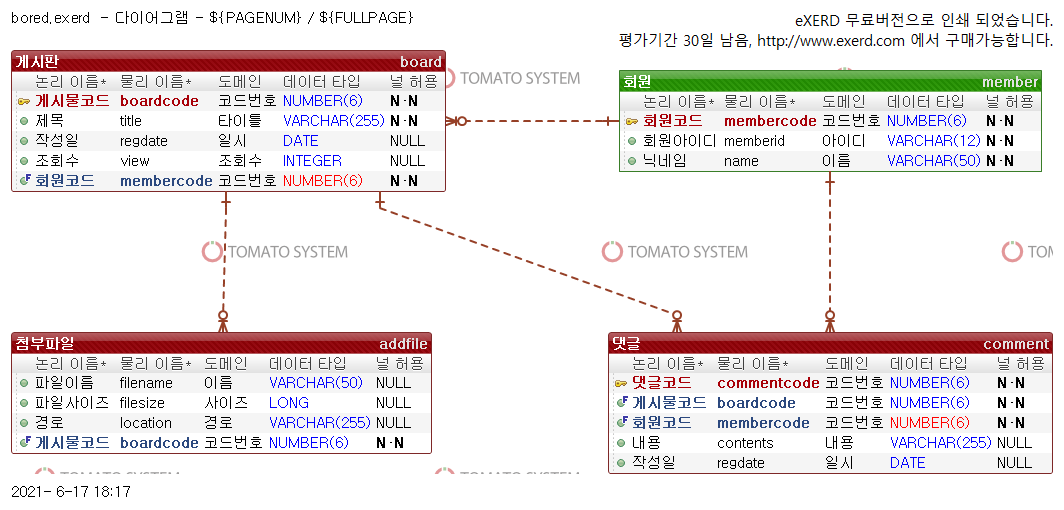 bored.exerd - 다이어그램 - ${PAGENUM} / ${FULLPAGE}
eXERD 무료버전으로 인쇄 되었습니다.
평가기간 30일 남음, http://www.exerd.com 에서 구매가능합니다.
게시판 board
논리 이름* 물리 이름* 도메인 데이터 타입 널 허용
게시물코드 boardcode 코드번호 NUMBER(6) N·N
제목 title 타이틀 VARCHAR(255) N·N
작성일 regdate 일시 DATE NULL
조회수 view 조회수 INTEGER NULL
회원코드 membercode 코드번호 NUMBER(6) N·N
TOMATO SYSTEM
회원 member
논리 이름* 물리 이름* 도메인 데이터 타입 널 허용
회원코드 membercode 코드번호 NUMBER(6) N·N
회원아이디 memberid 아이디 VARCHAR(12) N·N
닉네임 name 이름 VARCHAR(50) N·N
TOMATO SYSTEM
TOMATO SYSTEM
TO
첨부파일 addfile
논리 이름* 물리 이름* 도메인 데이터 타입 널 허용
파일이름 filename 이름 VARCHAR(50) NULL
파일사이즈 filesize 사이즈 LONG NULL
경로 location 경로 VARCHAR(255) NULL
게시물코드 boardcode 코드번호 NUMBER(6) N·N
댓글 comment
논리 이름* 물리 이름* 도메인 데이터 타입 널 허용
댓글코드 commentcode 코드번호 NUMBER(6) N·N
게시물코드 boardcode 코드번호 NUMBER(6) N·N
회원코드 membercode 코드번호 NUMBER(6) N·N
내용 contents 내용 VARCHAR(255) NULL
작성일 regdate 일시 DATE NULL
TOMATO SYSTEM
TOMATO SYSTEM
2021- 6-17 18:17